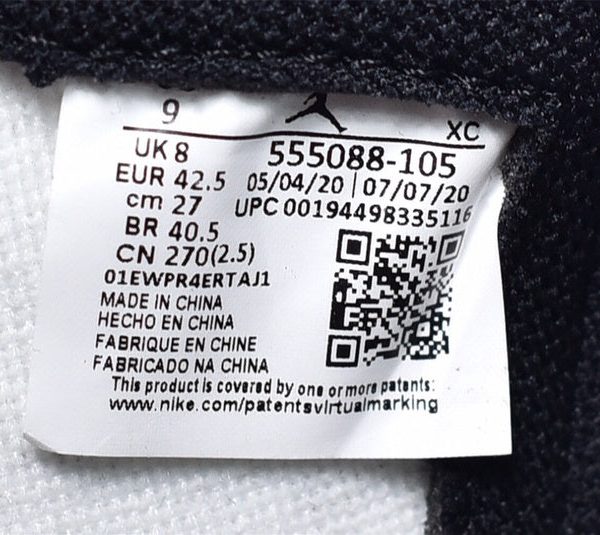 9
XC
UK 8
555088-105
EUR 42.5
05/04/20 | 07/07/20
cm 27
UPC 00194498335116
BR 40.5
CN 270(2.5)
01EWPR4ERTAJ1
MADE IN CHINA
HECHO EN CHINA
FABRIQUE EN CHINE
FABRICADO NA CHINA
This product is covered by one or more patents:
www.nike.com/patentsvirtualmarking